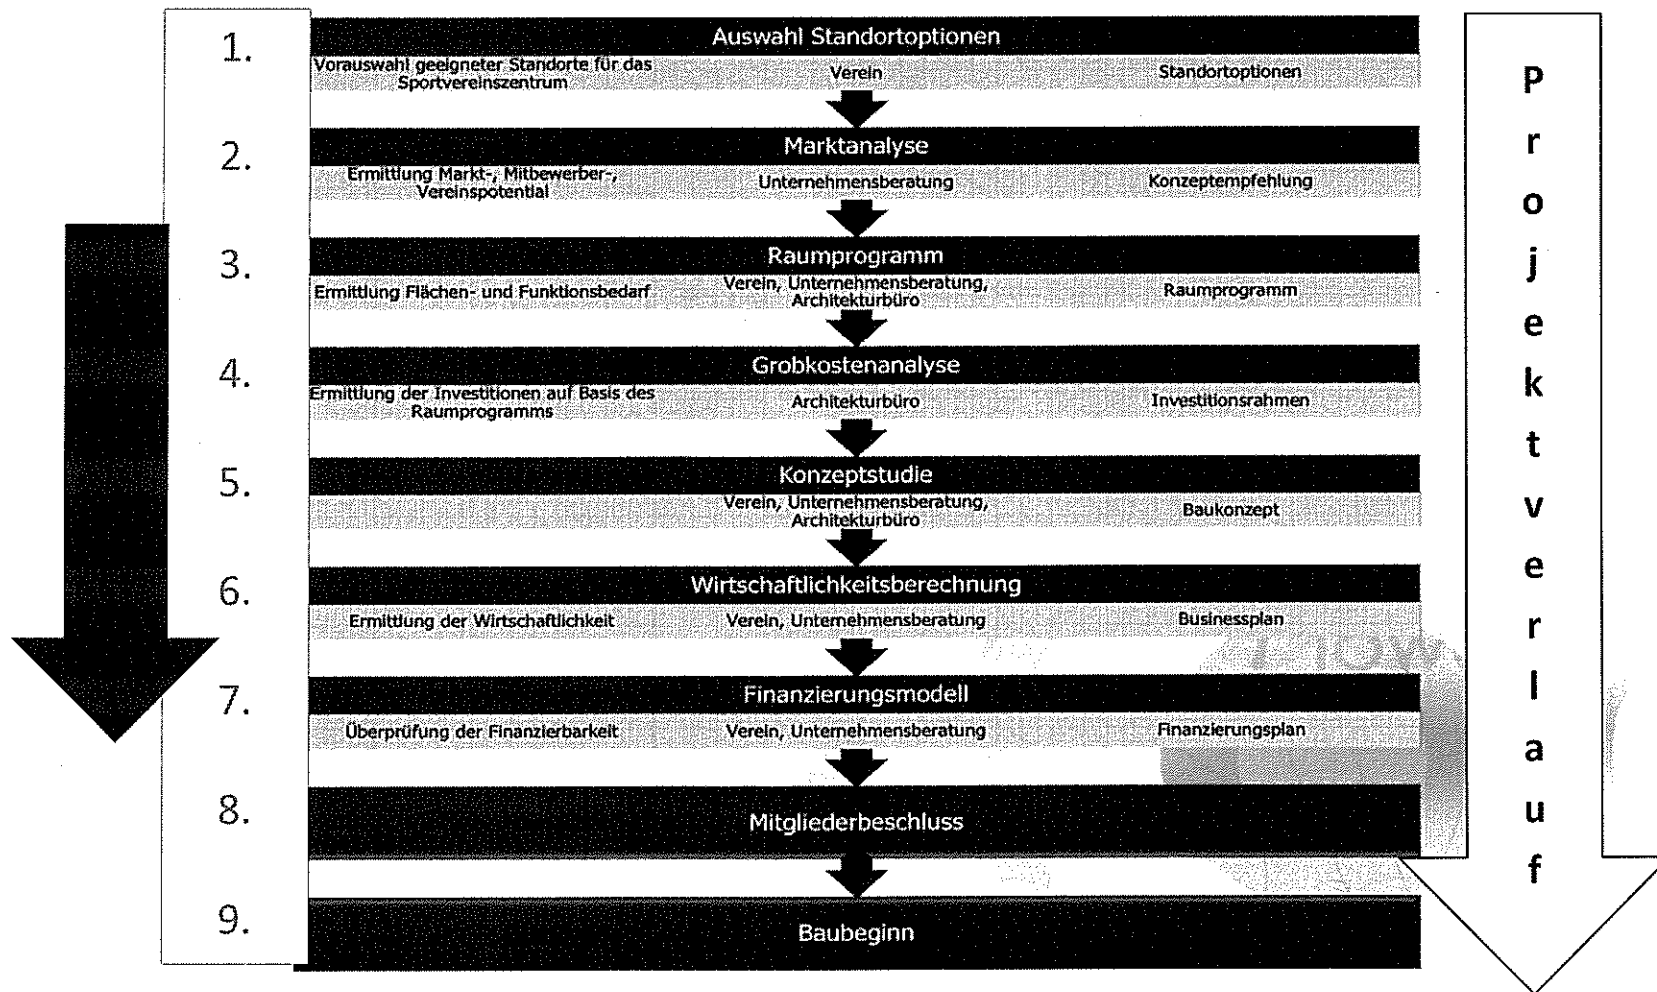 1.
Auswahl Standortoptionen
Vorauswahl geeigneter Standorte für das
Sportvereinszentrum
Verein
Standortoptionen
2.
Marktanalyse
Ermittlung Markt-, Mitbewerber-,
Vereinspotential
Unternehmensberatung
Konzeptempfehlung
3.
Raumprogramm
Ermittlung Flächen- und Funktionsbedarf
Verein, Unternehmensberatung,
Architekturbüro
Raumprogramm
4.
Grobkostenanalyse
Ermittlung der Investitionen auf Basis des
Raumprogramms
Architekturbüro
Investitionsrahmen
5.
Konzeptstudie
Verein, Unternehmensberatung,
Architekturbüro
Baukonzept
6.
Wirtschaftlichkeitsberechnung
Ermittlung der Wirtschaftlichkeit
Verein, Unternehmensberatung
Businessplan
7.
Finanzierungsmodell
Überprüfung der Finanzierbarkeit
Verein, Unternehmensberatung
Finanzierungsplan
8.
Mitgliederbeschluss
9.
Baubeginn
Projektverlauf